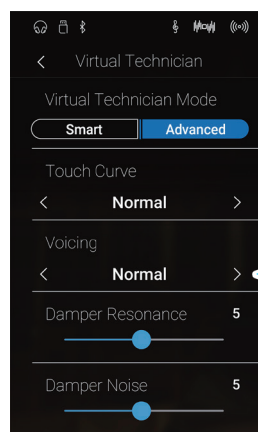 Virtual Technician
Virtual Technician Mode
Smart Advanced
Touch Curve
Normal
Voicing
Normal
Damper Resonance 5
Damper Noise 5